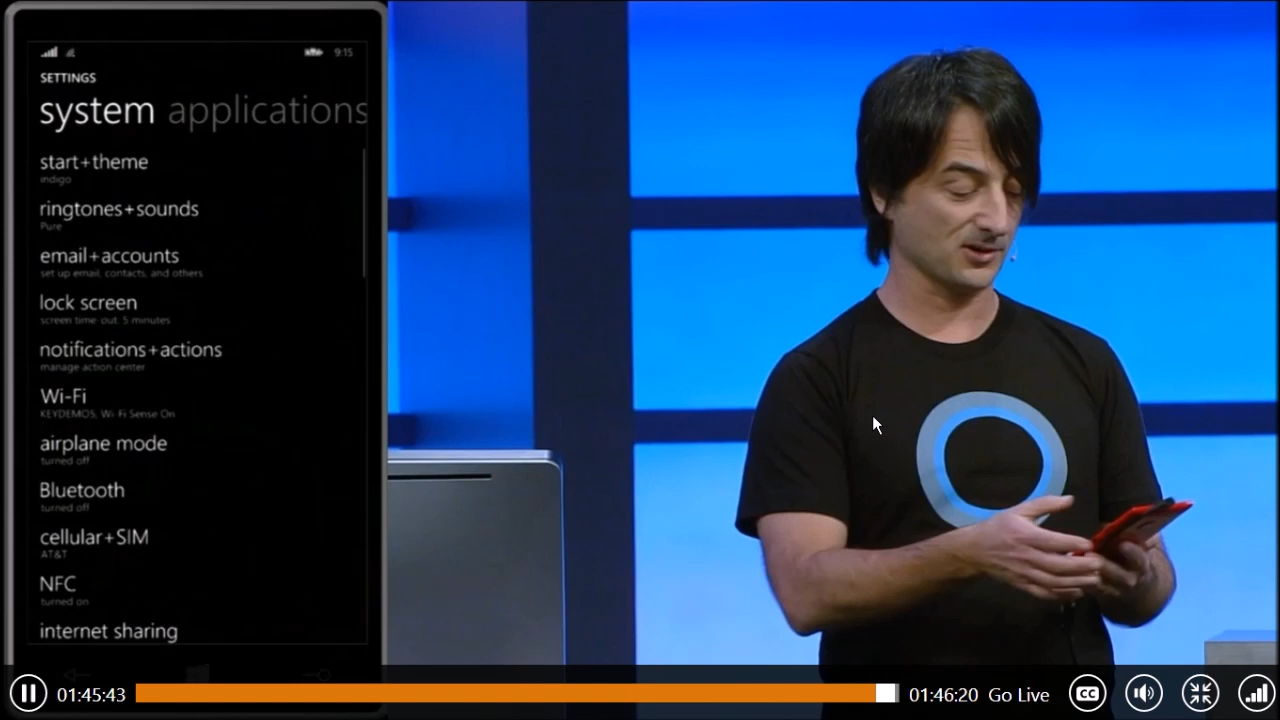 9:15
SETTINGS
system applications
start+theme
indigo
ringtones+sounds
Pure
email+accounts
set up email, contacts, and others
lock screen
screen time-out: 5 minutes
notifications+actions
manage action center
Wi-Fi
KEYDEMOS, Wi-Fi Sense On
airplane mode
turned off
Bluetooth
turned off
cellular+SIM
AT&T
NFC
turned on
internet sharing
01:45:43 01:46:20 Go Live CC